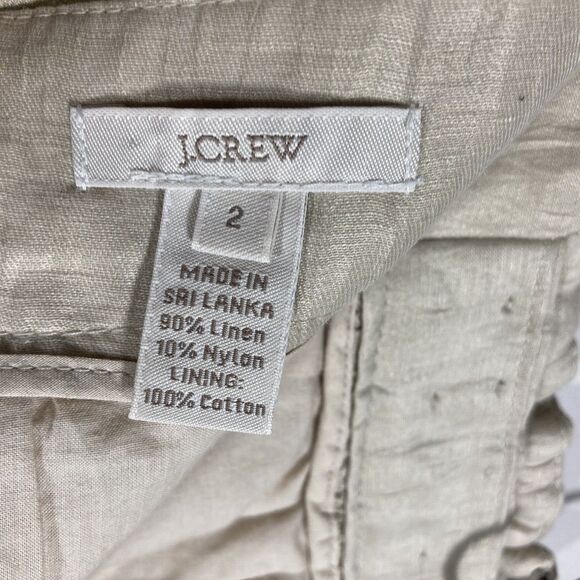 J.CREW
2
MADE IN
SRI LANKA
90% Linen
10% Nylon
LINING:
100% Cotton